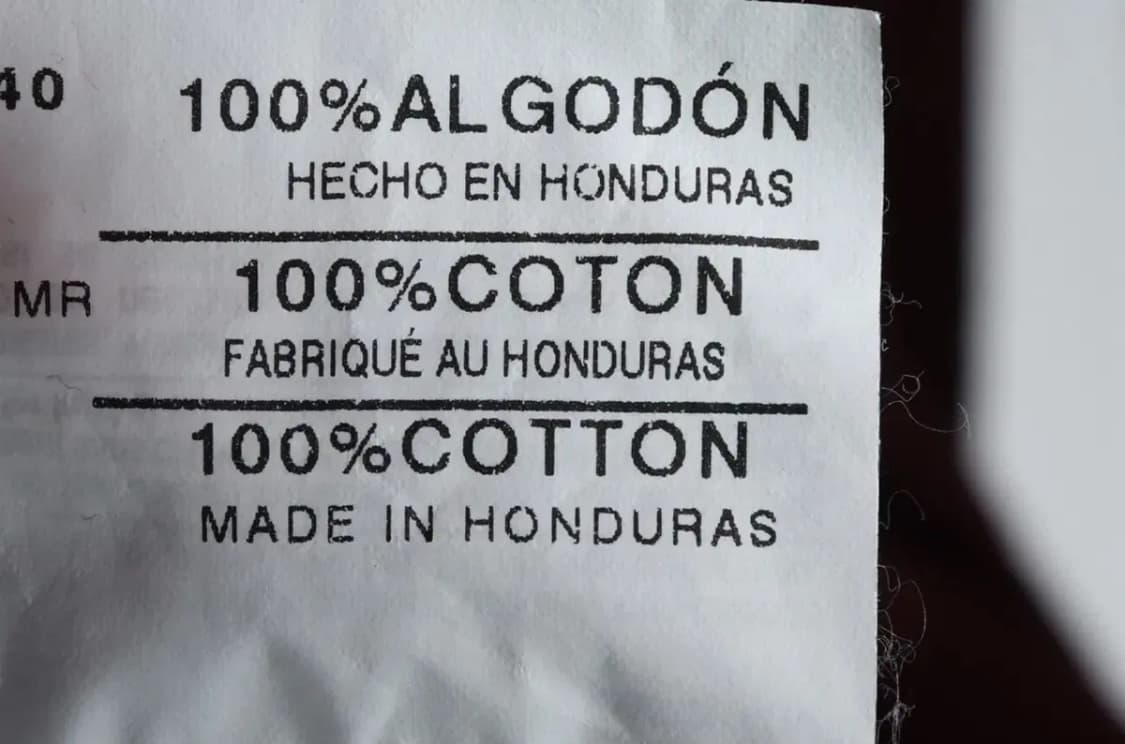 40
100%ALGODÓN
HECHO EN HONDURAS
100%COTON
MR
FABRIQUÉ AU HONDURAS
100%COTTON
MADE IN HONDURAS